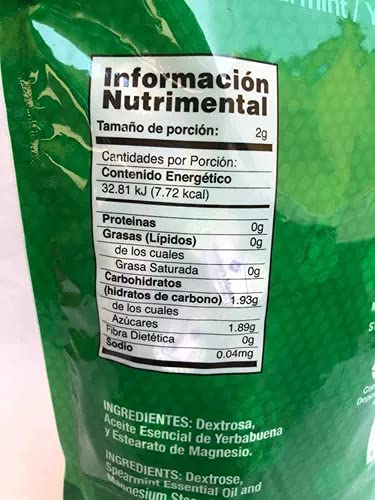 Información
Nutrimental
Tamaño de porción: 2g
Cantidades por Porción:
Contenido Energético
32.81 kJ (7.72 kcal)
Proteinas 0g
Grasas (Lípidos) 0g
de los cuales
Grasa Saturada 0g
Carbohidratos
(hidratos de carbono) 1.93g
de los cuales
Azúcares 1.89g
Fibra Dietética 0g
Sodio 0.04mg
INGREDIENTES: Dextrosa,
Aceite Esencial de Yerbabuena
y Estearato de Magnesio.
INGREDIENTS: Dextrose,
Spearmint Essential Oil and
Magnesium